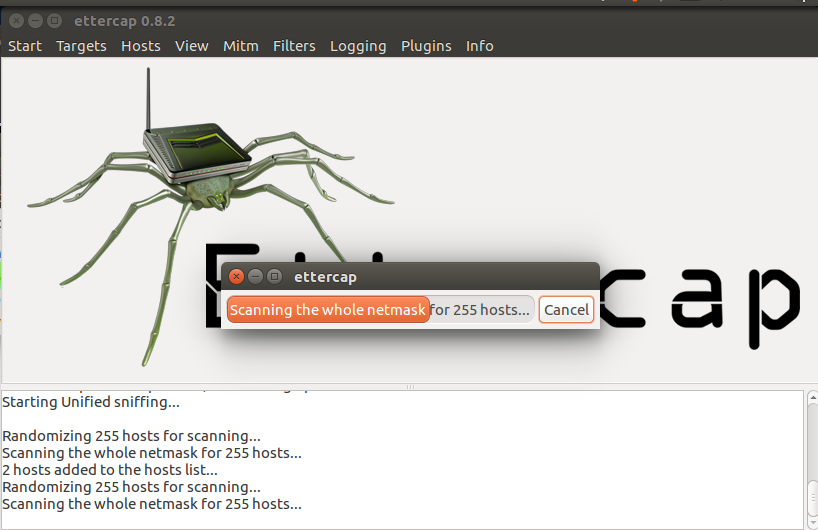 ettercap 0.8.2
Start Targets Hosts View Mitm Filters Logging Plugins Info
ettercap
Scanning the whole netmask for 255 hosts...
Cancel
cap
Starting Unified sniffing...
Randomizing 255 hosts for scanning...
Scanning the whole netmask for 255 hosts...
2 hosts added to the hosts list...
Randomizing 255 hosts for scanning...
Scanning the whole netmask for 255 hosts...